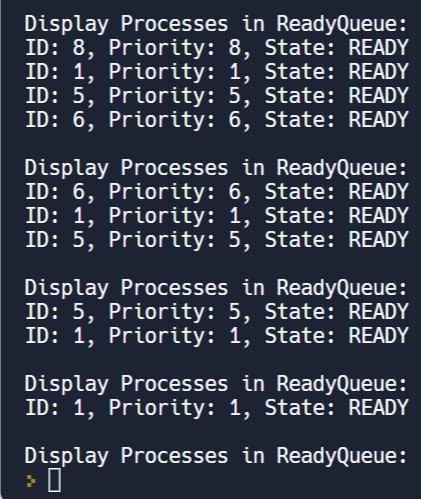 Display Processes in ReadyQueue:
ID: 8, Priority: 8, State: READY
ID: 1, Priority: 1, State: READY
ID: 5, Priority: 5, State: READY
ID: 6, Priority: 6, State: READY

Display Processes in ReadyQueue:
ID: 6, Priority: 6, State: READY
ID: 1, Priority: 1, State: READY
ID: 5, Priority: 5, State: READY

Display Processes in ReadyQueue:
ID: 5, Priority: 5, State: READY
ID: 1, Priority: 1, State: READY

Display Processes in ReadyQueue:
ID: 1, Priority: 1, State: READY

Display Processes in ReadyQueue:
>